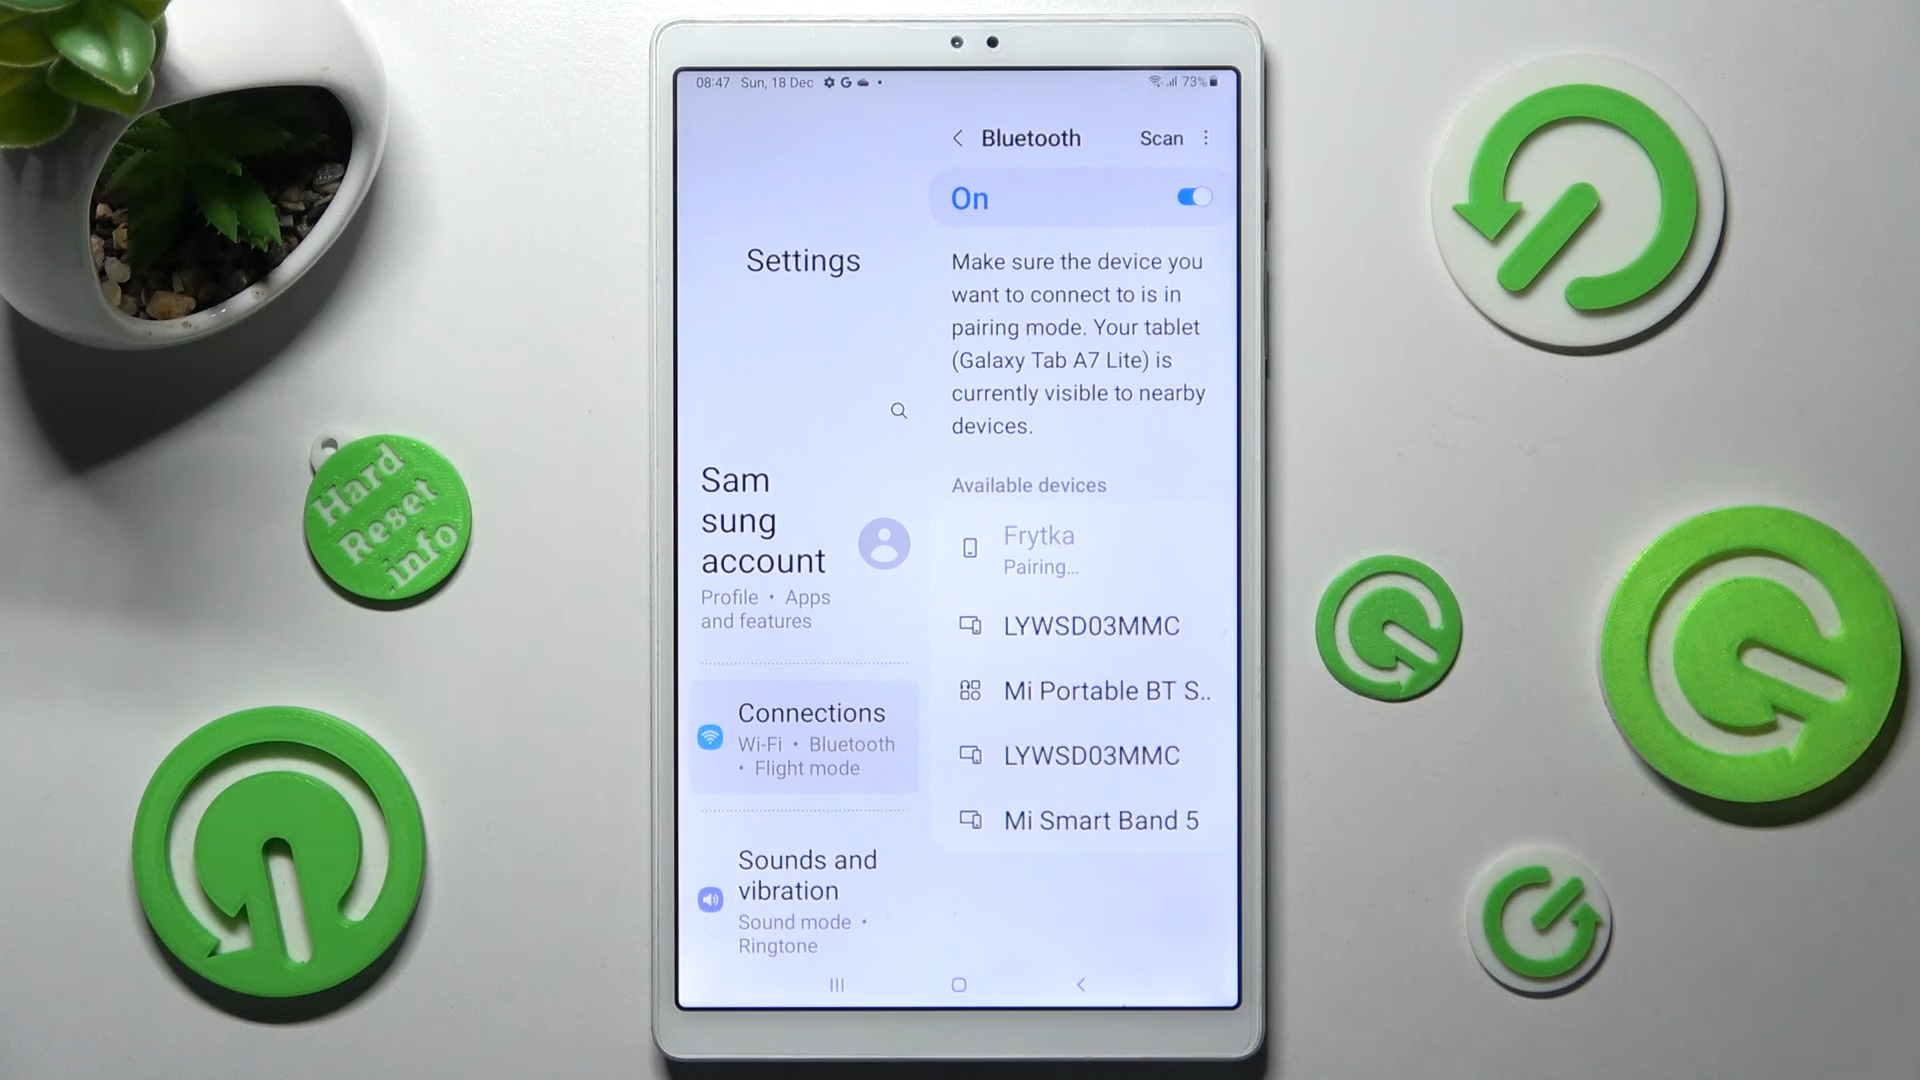 08:47 Sun, 18 Dec
73%
Bluetooth
Scan
On
Make sure the device you
want to connect to is in
pairing mode. Your tablet
(Galaxy Tab A7 Lite) is
currently visible to nearby
devices.
Available devices
Frytka
Pairing...
LYWSD03MMC
Mi Portable BT S..
LYWSD03MMC
Mi Smart Band 5
Settings
Sam
sung
account
Profile • Apps
and features
Connections
Wi-Fi • Bluetooth
• Flight mode
Sounds and
vibration
Sound mode •
Ringtone
Hard
Reset
.info